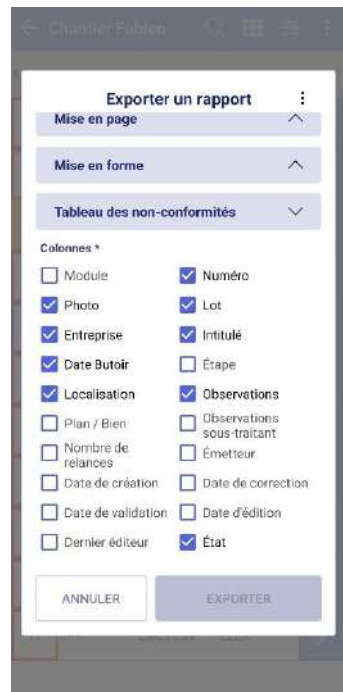 Chantier Fabien
Exporter un rapport
Mise en page
Mise en forme
Tableau des non-conformités
Colonnes *
Module
Numéro
Photo
Lot
Entreprise
Intitulé
Date Butoir
Étape
Localisation
Observations
Plan / Bien
Observations
sous-traitant
Nombre de
relances
Émetteur
Date de création
Date de correction
Date de validation
Date d'édition
Dernier éditeur
État
ANNULER
EXPORTER